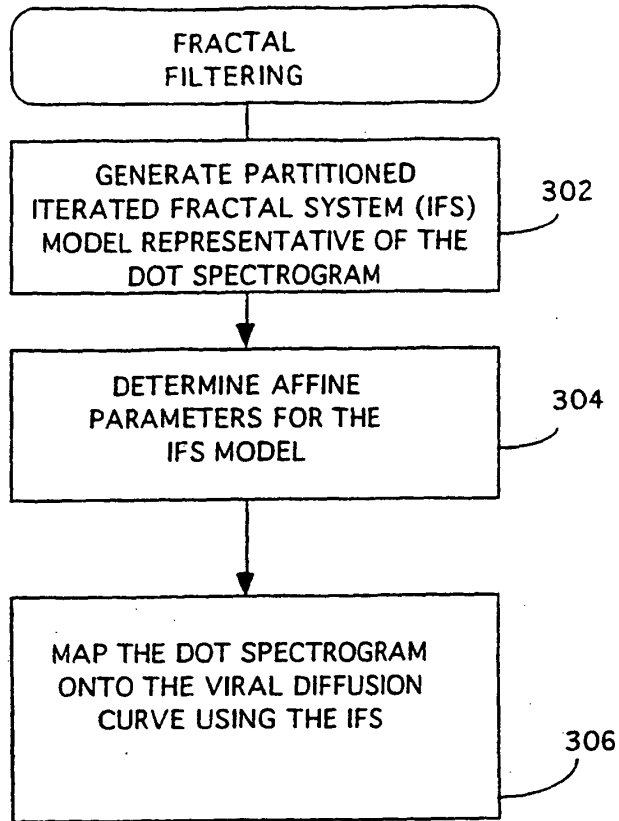 FRACTAL
FILTERING
GENERATE PARTITIONED
ITERATED FRACTAL SYSTEM (IFS)
MODEL REPRESENTATIVE OF THE
DOT SPECTROGRAM
302
DETERMINE AFFINE
PARAMETERS FOR THE
IFS MODEL
304
MAP THE DOT SPECTROGRAM
ONTO THE VIRAL DIFFUSION
CURVE USING THE IFS
306